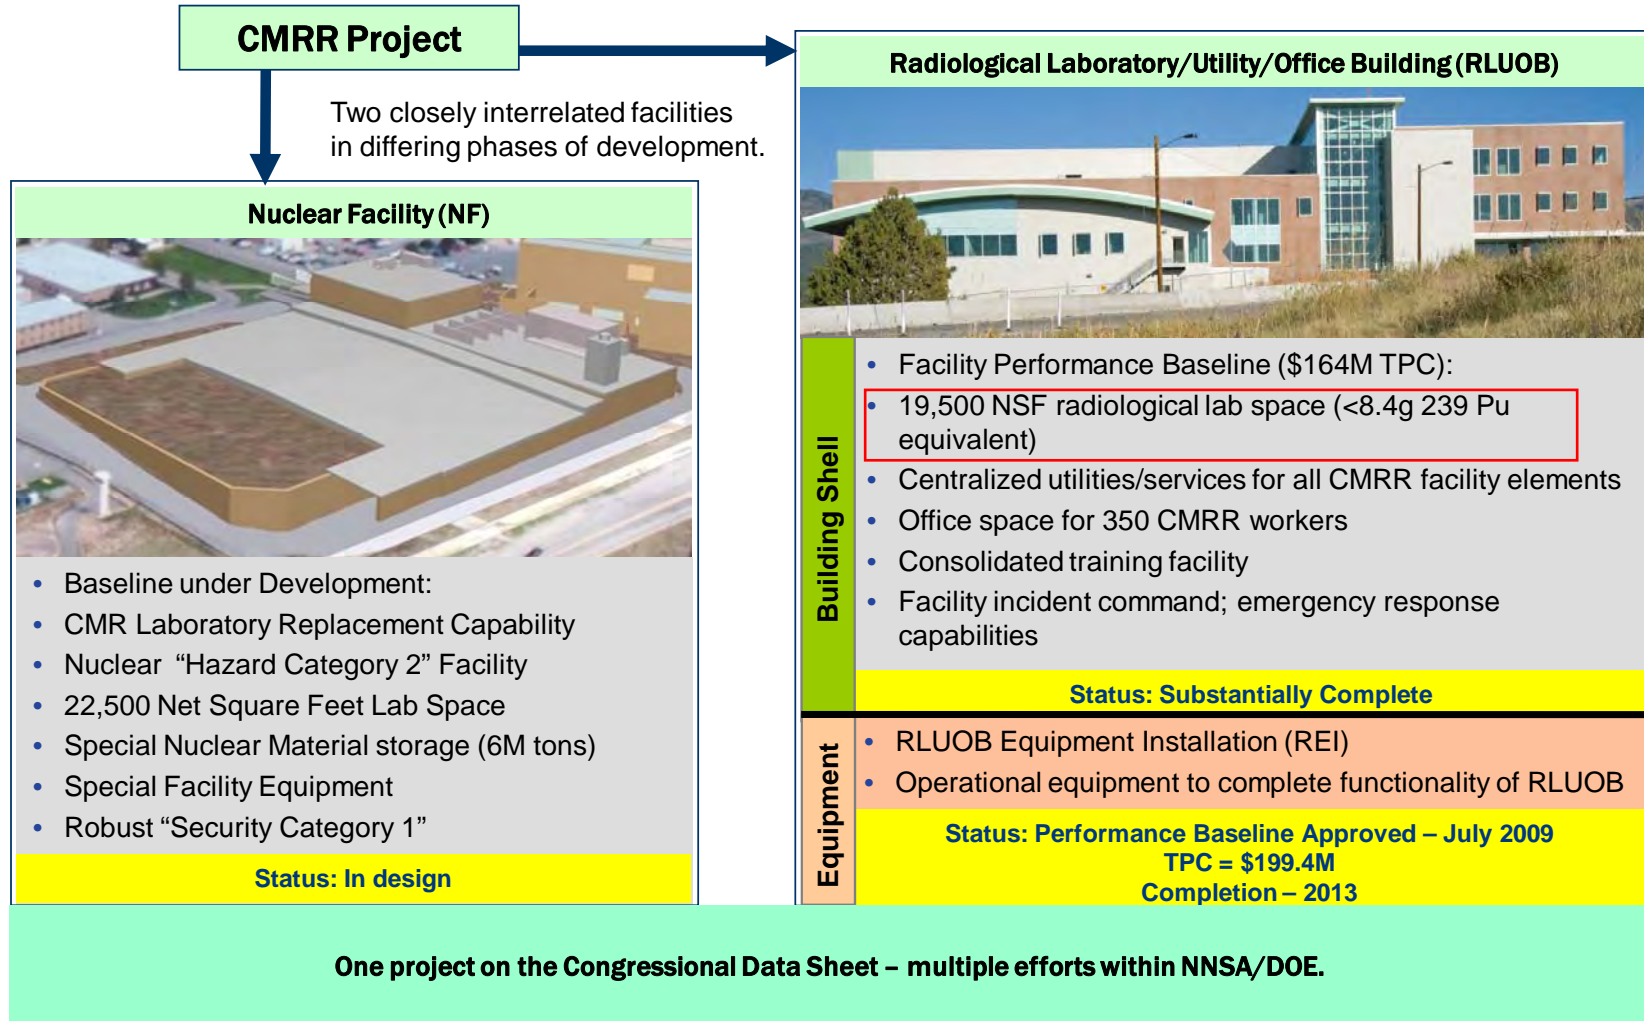 CMRR Project
Two closely interrelated facilities
in differing phases of development.
Nuclear Facility (NF)
• Baseline under Development:
• CMR Laboratory Replacement Capability
• Nuclear “Hazard Category 2” Facility
• 22,500 Net Square Feet Lab Space
• Special Nuclear Material storage (6M tons)
• Special Facility Equipment
• Robust “Security Category 1”
Status: In design
Radiological Laboratory/Utility/Office Building (RLUOB)
Building Shell
• Facility Performance Baseline ($164M TPC):
• 19,500 NSF radiological lab space (<8.4g 239 Pu
equivalent)
• Centralized utilities/services for all CMRR facility elements
• Office space for 350 CMRR workers
• Consolidated training facility
• Facility incident command; emergency response
capabilities
Status: Substantially Complete
Equipment
• RLUOB Equipment Installation (REI)
• Operational equipment to complete functionality of RLUOB
Status: Performance Baseline Approved – July 2009
TPC = $199.4M
Completion – 2013
One project on the Congressional Data Sheet – multiple efforts within NNSA/DOE.